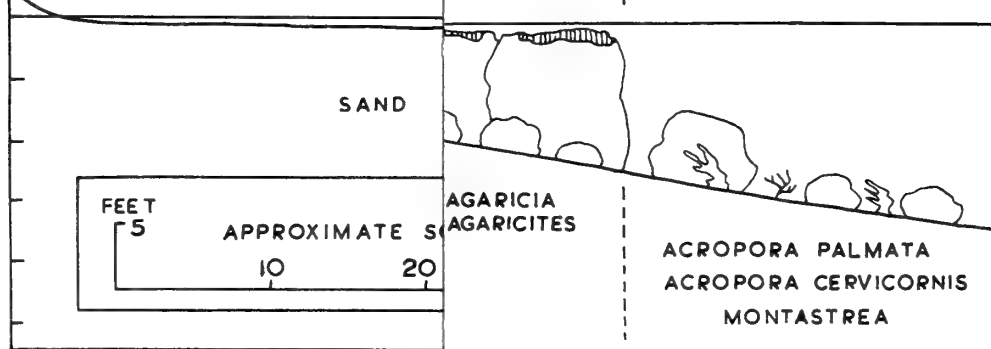 SAND
FEET
5
APPROXIMATE
10 20
AGARICIA
AGARICITES
ACROPORA PALMATA
ACROPORA CERVICORNIS
MONTASTREA